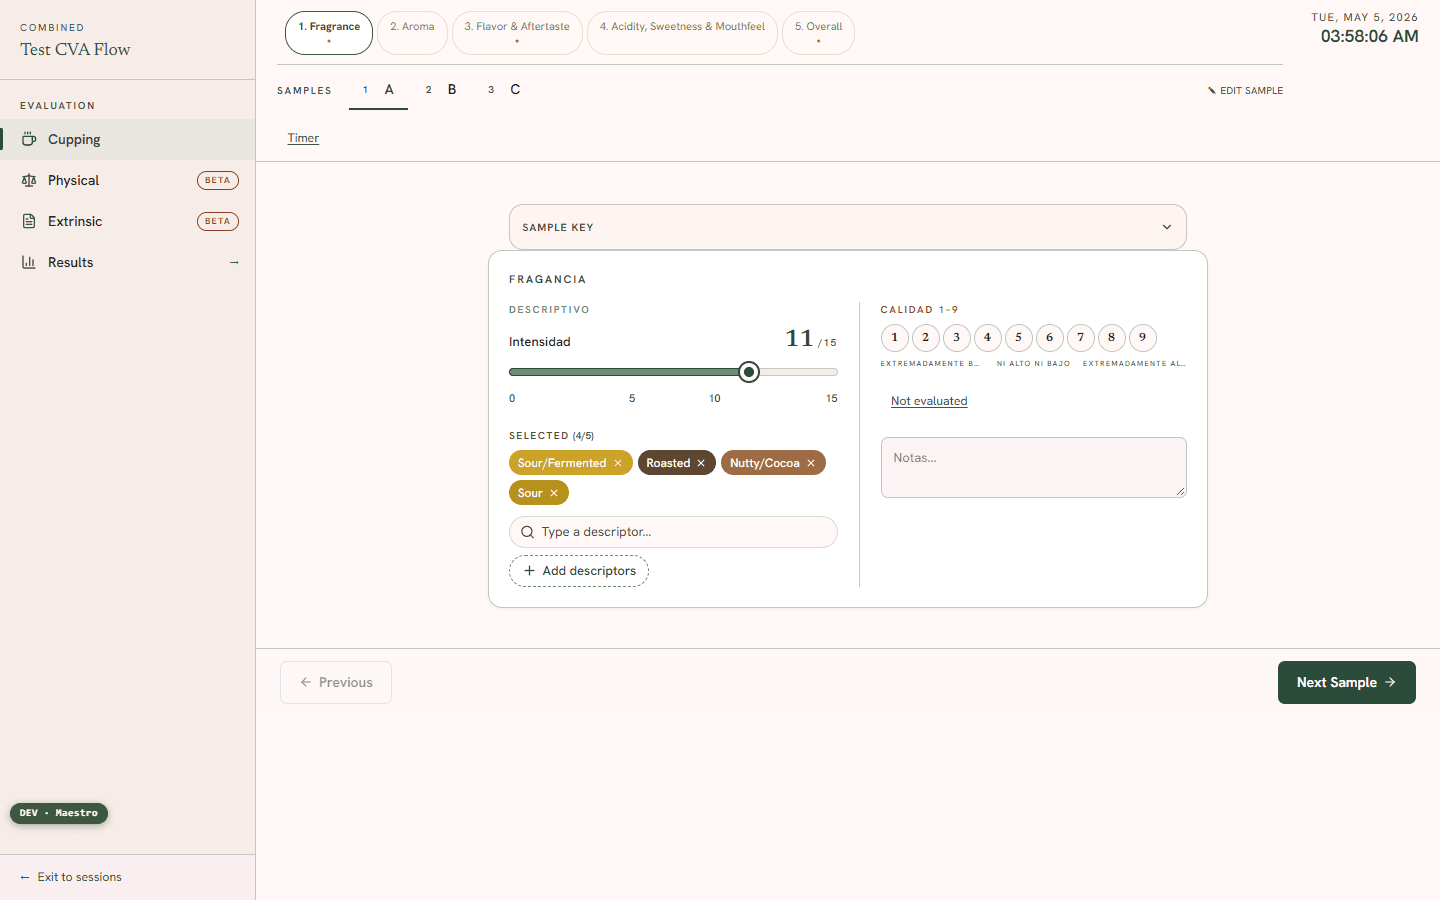 COMBINED
Test CVA Flow
EVALUATION
Cupping
Physical BETA
Extrinsic BETA
Results →
DEV · Maestro
← Exit to sessions
1. Fragrance
2. Aroma
3. Flavor & Aftertaste
4. Acidity, Sweetness & Mouthfeel
5. Overall
TUE, MAY 5, 2026
03:58:06 AM
SAMPLES 1 A 2 B 3 C
EDIT SAMPLE
Timer
SAMPLE KEY
FRAGANCIA
DESCRIPTIVO
Intensidad 11 /15
0 5 10 15
SELECTED (4/5)
Sour/Fermented × Roasted × Nutty/Cocoa ×
Sour ×
Type a descriptor...
+ Add descriptors
CALIDAD 1-9
1 2 3 4 5 6 7 8 9
EXTREMADAMENTE B... NI ALTO NI BAJO EXTREMADAMENTE AL...
Not evaluated
Notas...
← Previous
Next Sample →